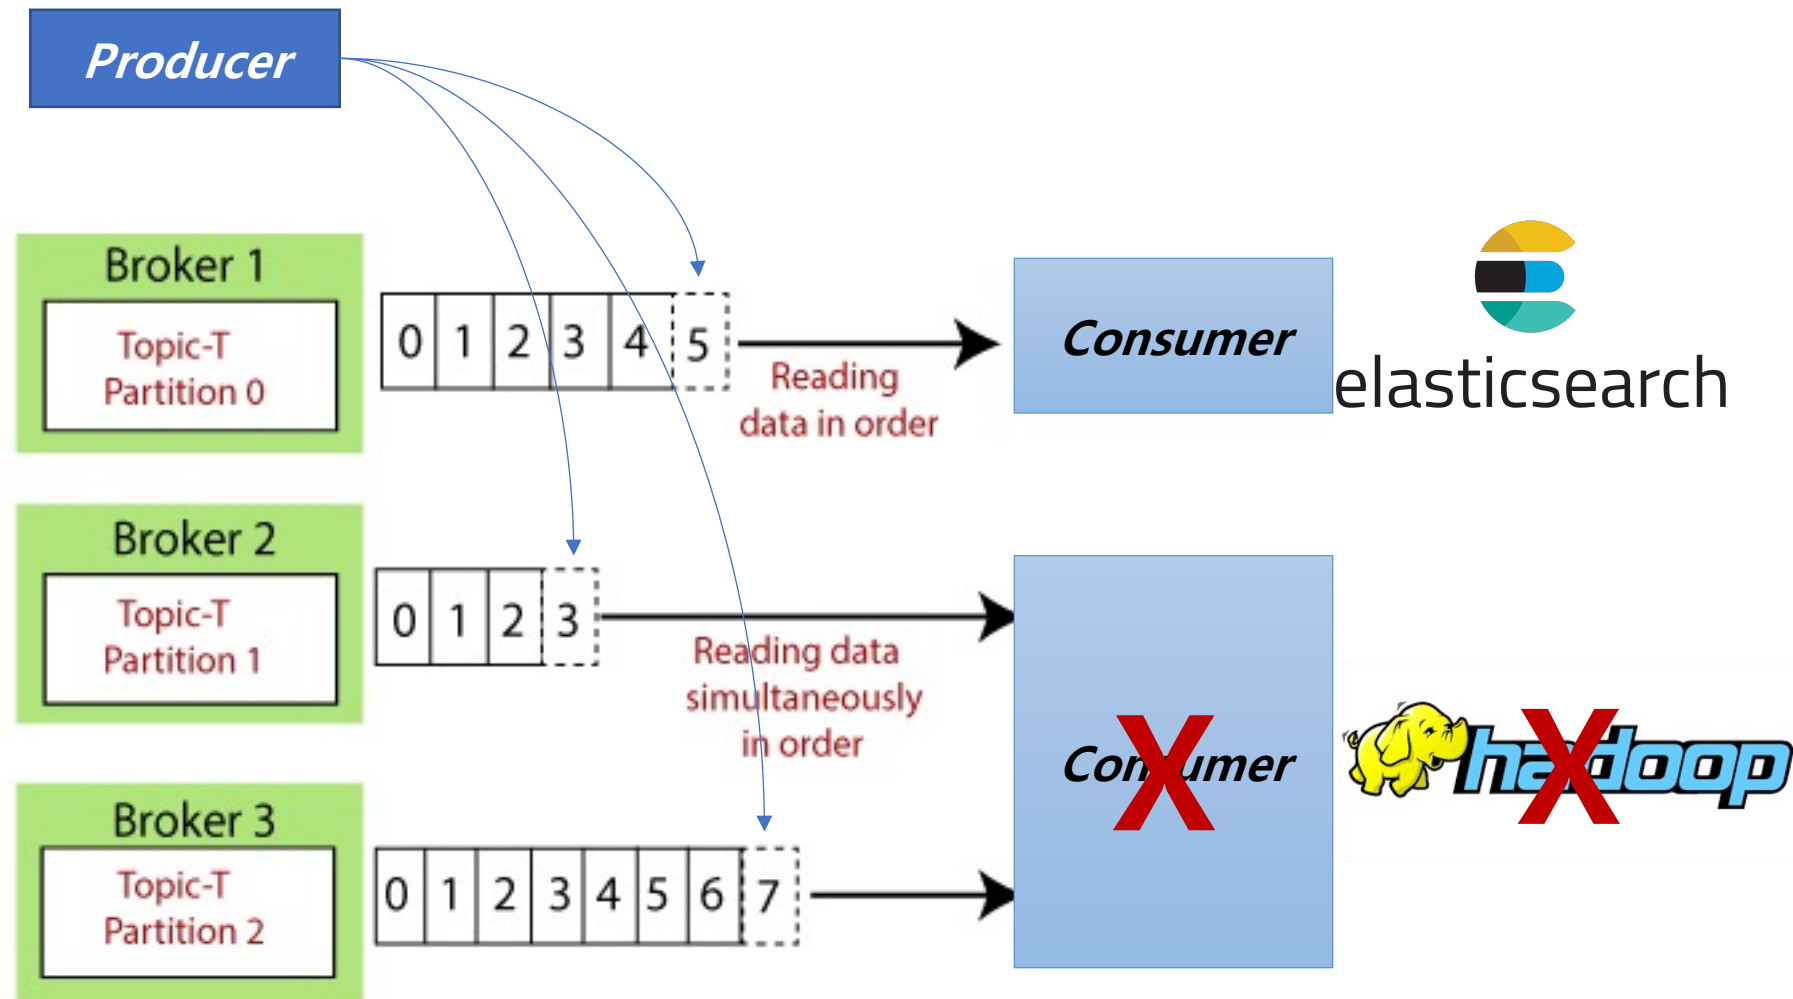 Producer
Broker 1
Topic-T
Partition 0
0 1 2 3 4 5
Reading
data in order
Consumer
elasticsearch
Broker 2
Topic-T
Partition 1
0 1 2 3
Reading data
simultaneously
in order
Consumer
X
hadoop
X
Broker 3
Topic-T
Partition 2
0 1 2 3 4 5 6 7